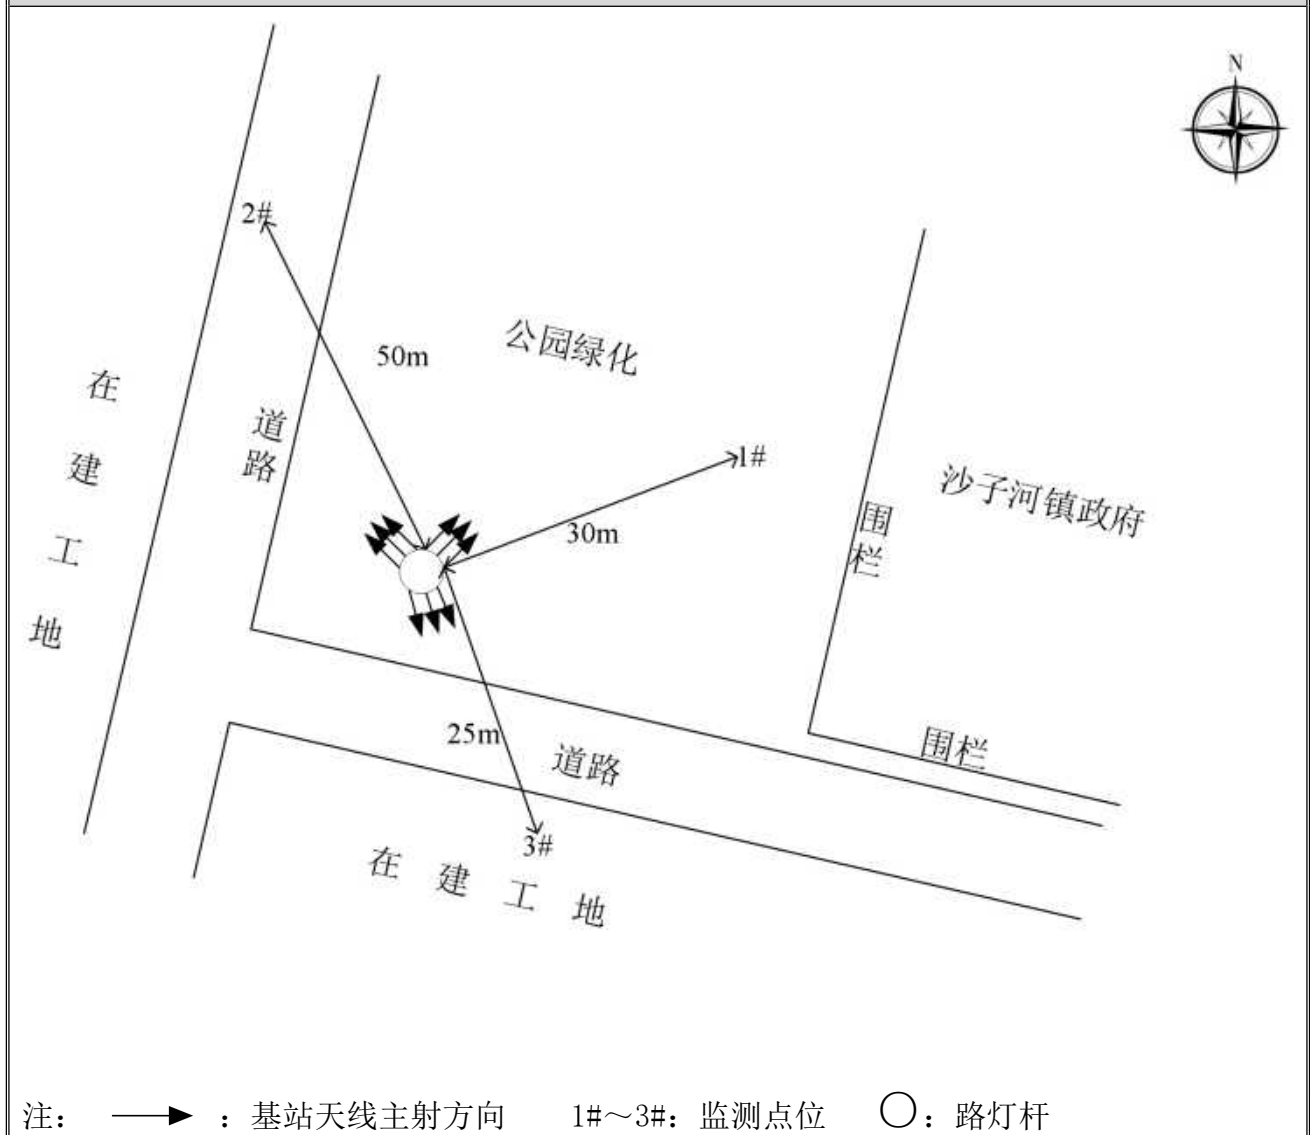 N
2#
50m
公园绿化
在建工地
道路
1#
30m
沙子河镇政府
围栏
25m
道路
围栏
3#
在建工地
注： ：基站天线主射方向 1#～3#：监测点位 ：路灯杆